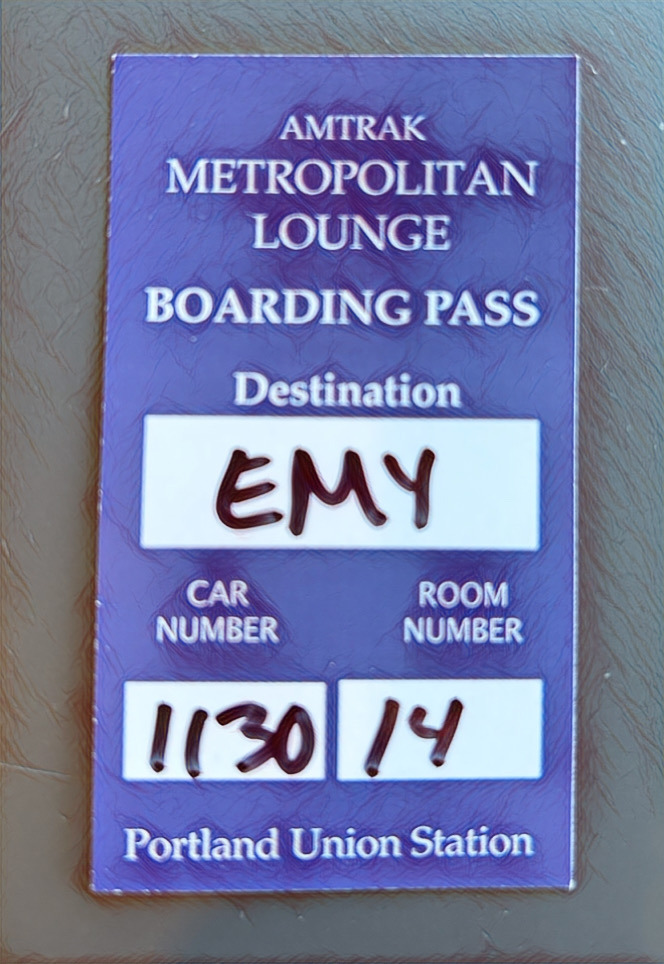 AMTRAK
METROPOLITAN
LOUNGE
BOARDING PASS
Destination
EMY
CAR NUMBER
ROOM NUMBER
1130
14
Portland Union Station